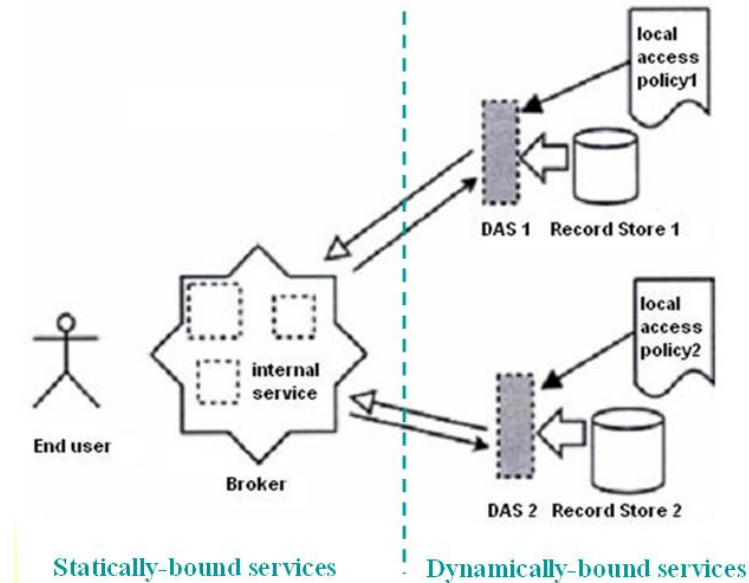 local
access
policy1
DAS 1
Record Store 1
local
access
policy2
internal
service
End user
Broker
DAS 2
Record Store 2
Statically-bound services
Dynamically-bound services